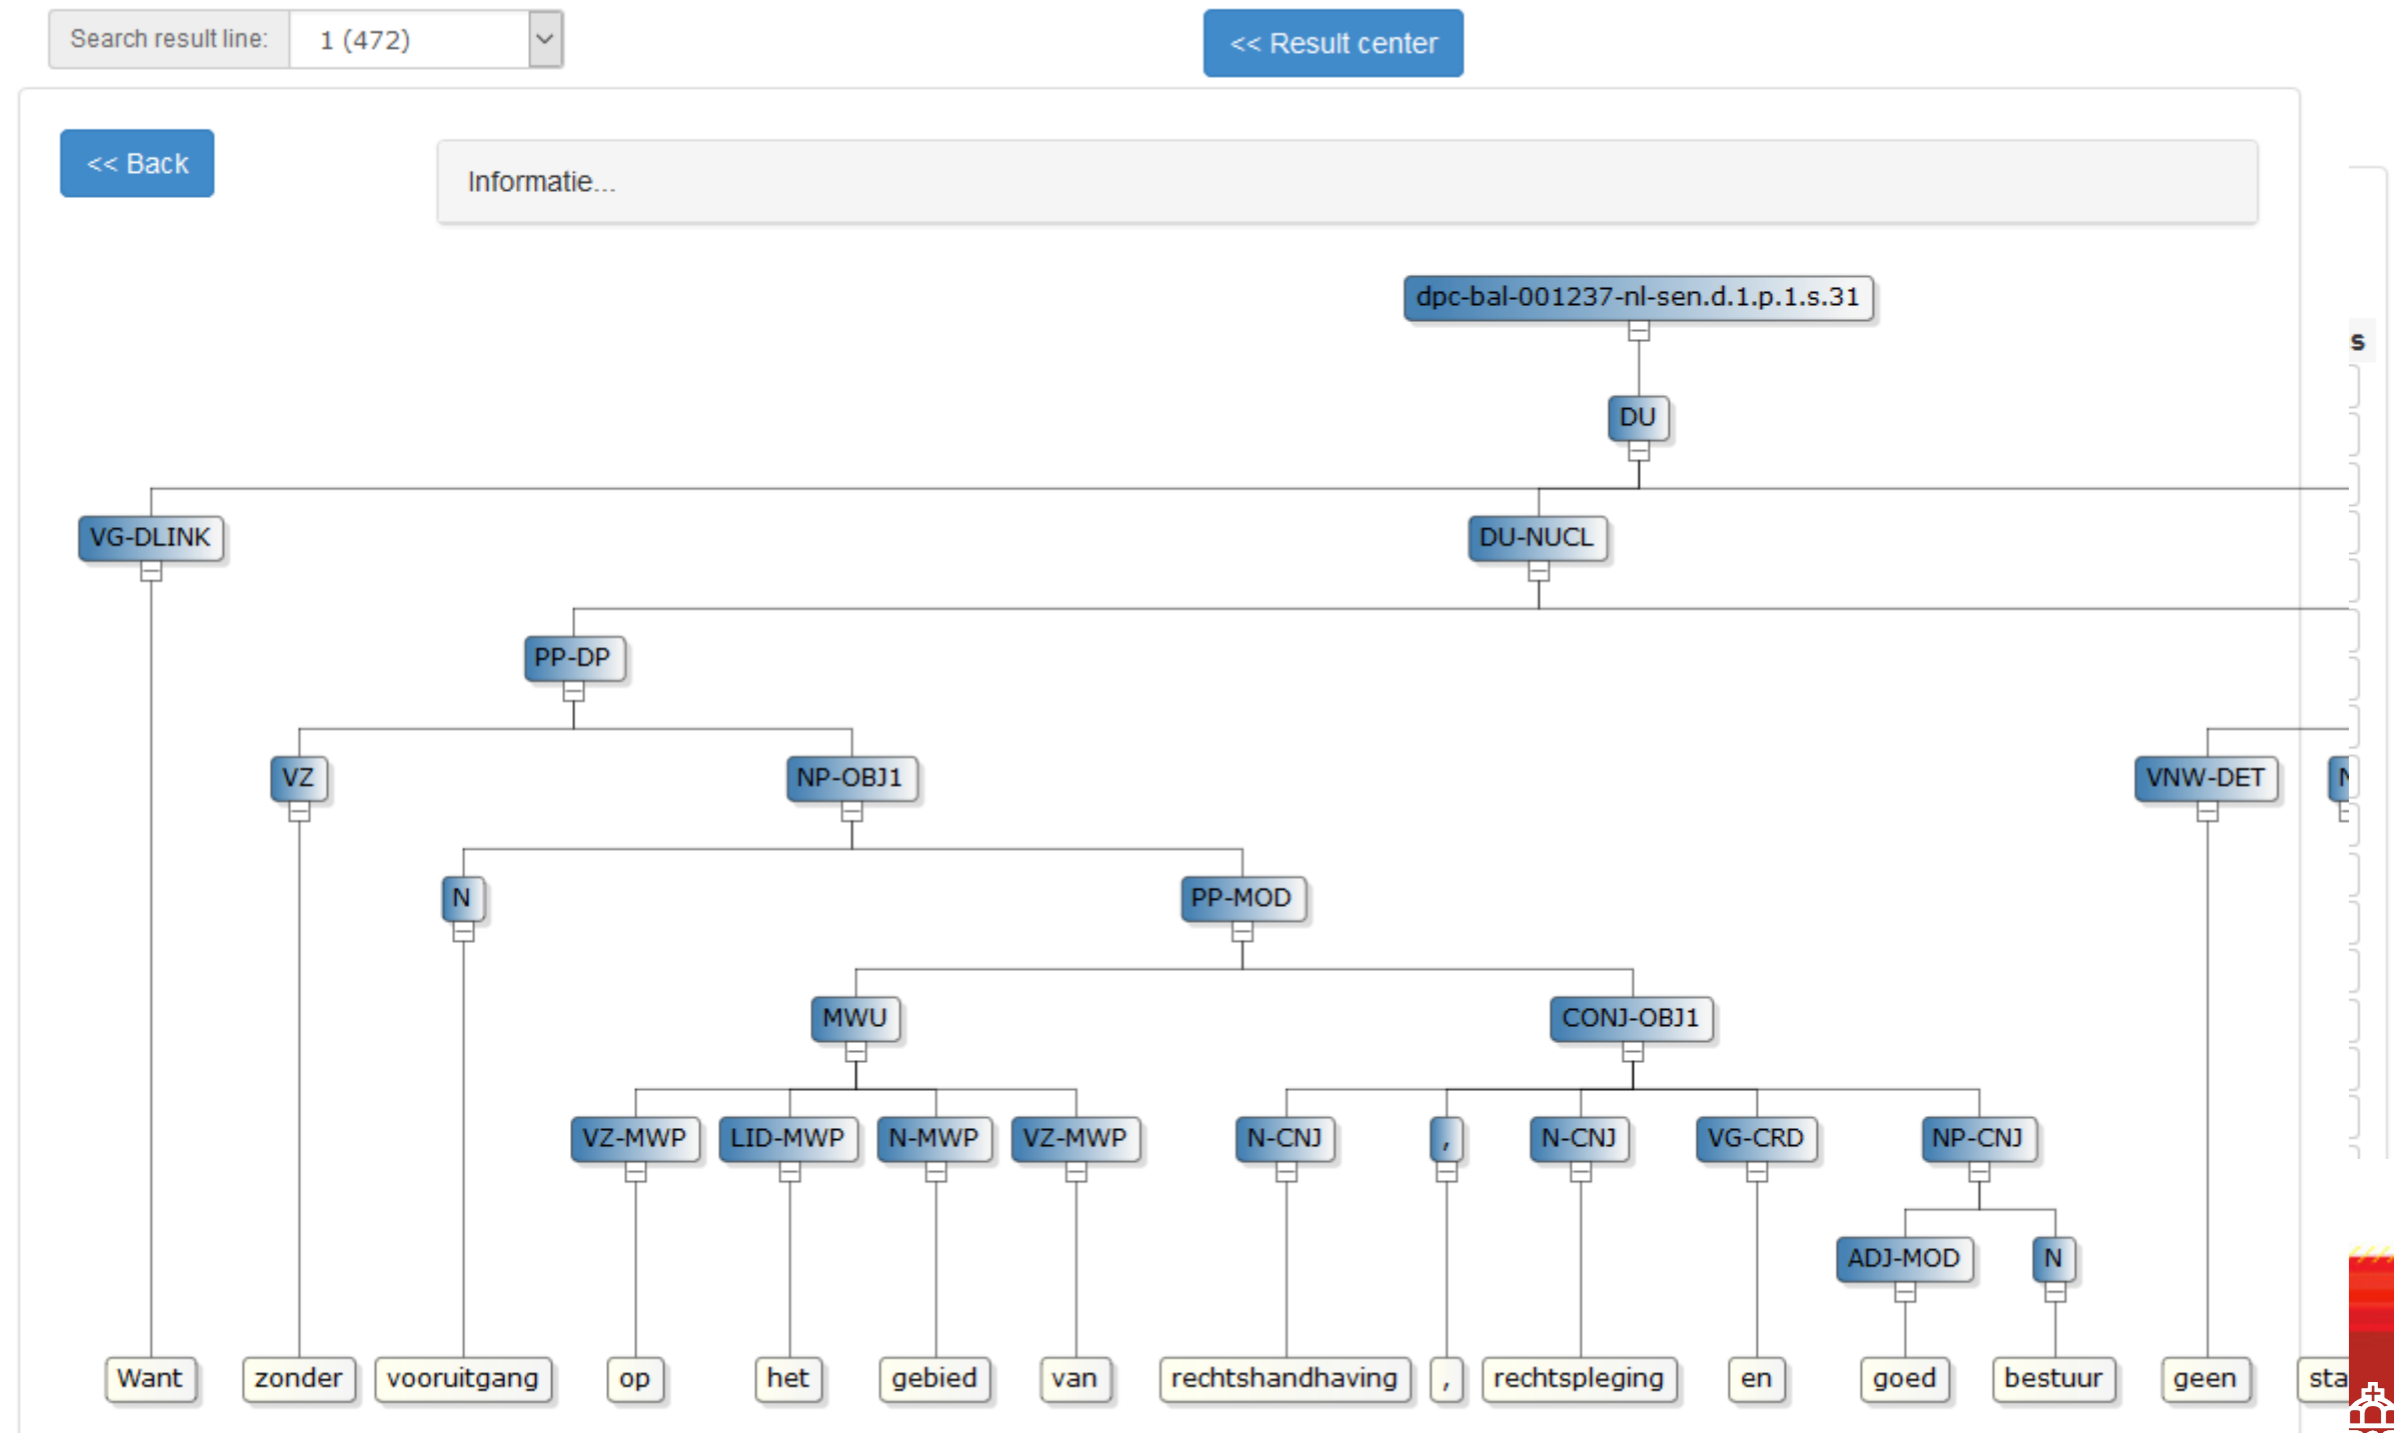 Search result line: 1 (472) << Result center
<< Back Informatie...
dpc-bal-001237-nl-sen.d.1.p.1.s.31
s
DU
VG-DLINK DU-NUCL
PP-DP
VZ NP-OBJ1 VNW-DET
N PP-MOD
MWU CONJ-OBJ1
VZ-MWP LID-MWP N-MWP VZ-MWP N-CNJ , N-CNJ VG-CRD NP-CNJ
ADJ-MOD N
Want zonder vooruitgang op het gebied van rechtshandhaving , rechtspleging en goed bestuur geen sta